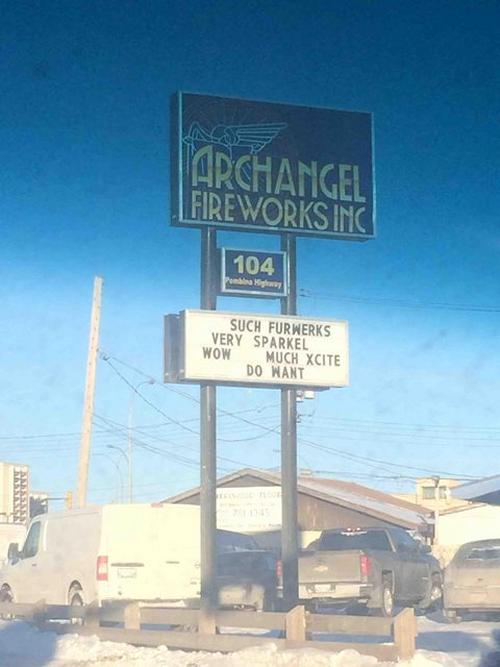 ARCHANGEL
FIREWORKS INC
104
Pembina Highway
SUCH FURWERKS
VERY SPARKEL
WOW MUCH XCITE
DO WANT